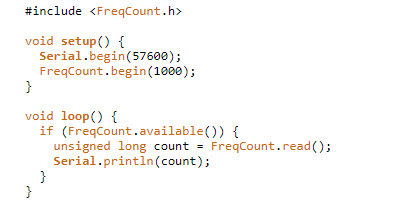 #include <FreqCount.h>
void setup() {
  Serial.begin(57600);
  FreqCount.begin(1000);
}
void loop() {
  if (FreqCount.available()) {
    unsigned long count = FreqCount.read();
    Serial.println(count);
  }
}